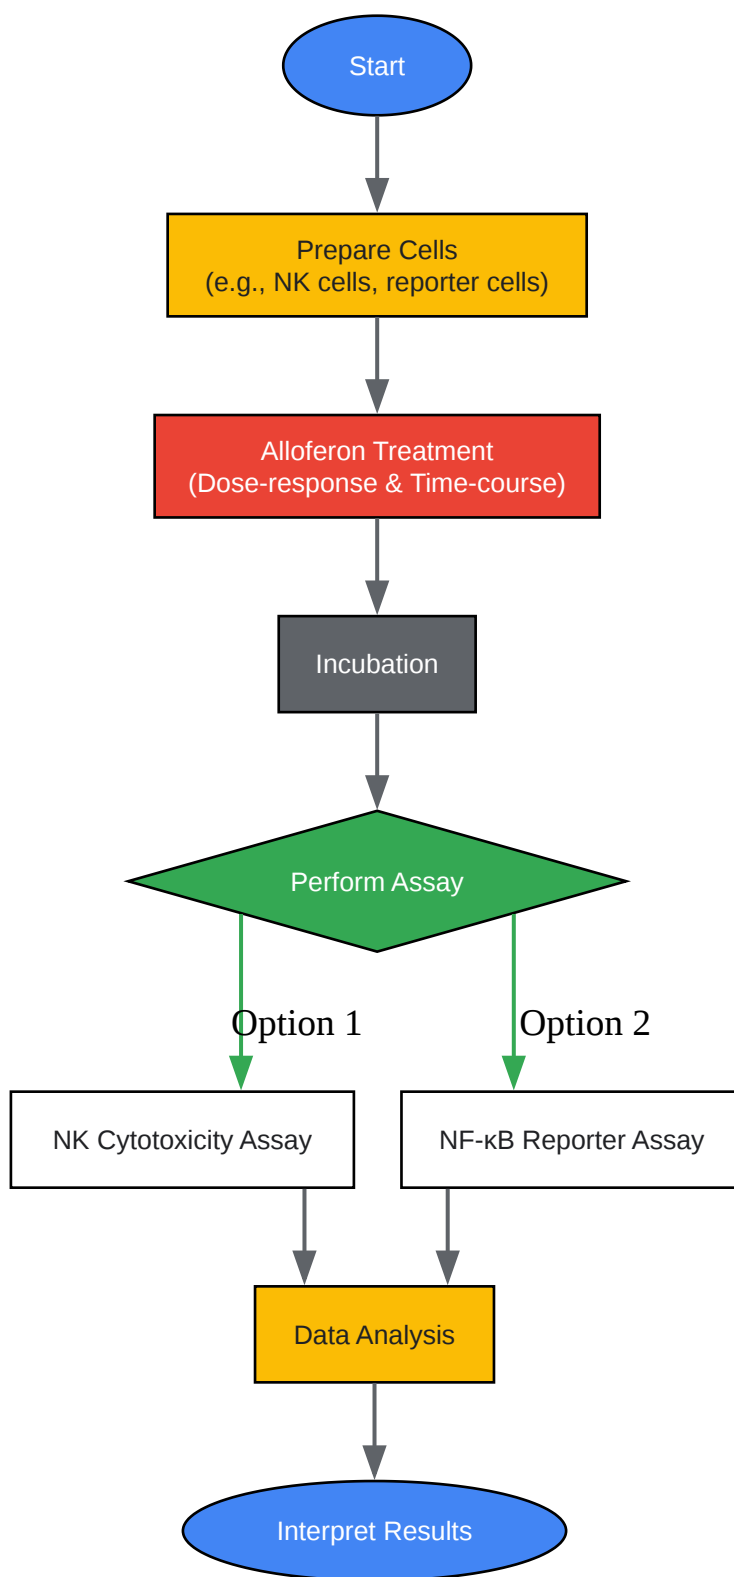 Start
Prepare Cells
(e.g., NK cells, reporter cells)
Alloferon Treatment
(Dose-response & Time-course)
Incubation
Perform Assay
Option 1
Option 2
NK Cytotoxicity Assay
NF-κB Reporter Assay
Data Analysis
Interpret Results